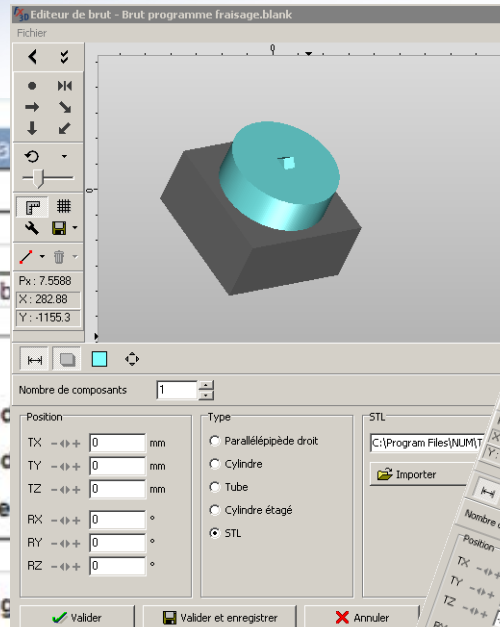 Editeur de brut - Brut programme fraisage.blank
Fichier
0
0
Px : 7.5588
X : 282.88
Y : -1155.3
Nombre de composants 1
Position
TX 0 mm
TY 0 mm
TZ 0 mm
RX 0 °
RY 0 °
RZ 0 °
Type
Parallélépipède droit
Cylindre
Tube
Cylindre étagé
STL
STL
C:\Program Files\NUM\T
Importer
Valider
Valider et enregistrer
Annuler
Nombre
Position
TX
TY
TZ